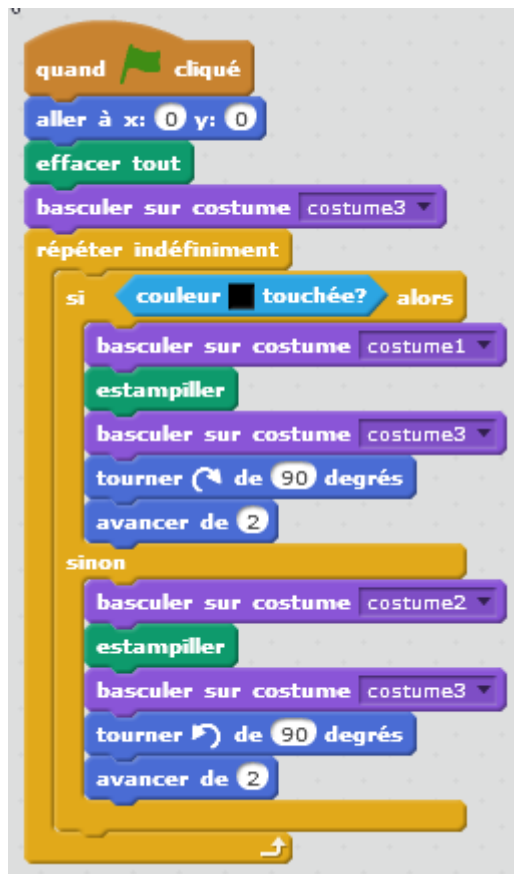 quand cliqué
aller à x: 0 y: 0
effacer tout
basculer sur costume costume3
répéter indéfiniment
si couleur touchée? alors
basculer sur costume costume1
estampiller
basculer sur costume costume3
tourner de 90 degrés
avancer de 2
sinon
basculer sur costume costume2
estampiller
basculer sur costume costume3
tourner de 90 degrés
avancer de 2